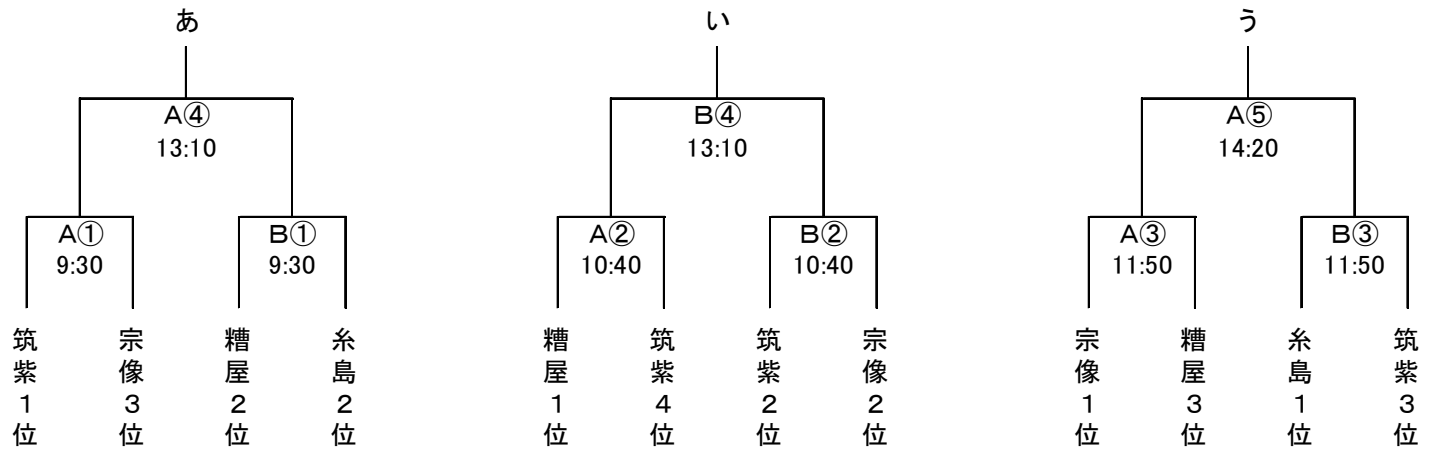 あ い う
A④ B④ A⑤
13:10 13:10 14:20
A① B① A② B② A③ B③
9:30 9:30 10:40 10:40 11:50 11:50
筑紫1位
宗像3位
糟屋2位
糸島2位
糟屋1位
筑紫4位
筑紫2位
宗像2位
宗像1位
糟屋3位
糸島1位
筑紫3位